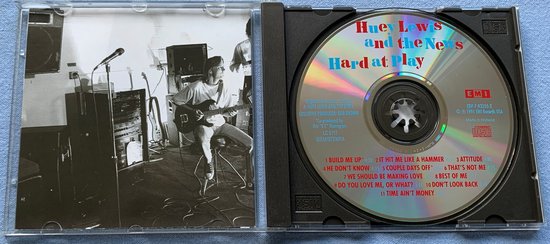 Huey Lewis
and the News
Hard at Play
EMI
1 BUILD ME UP 2 IT HIT ME LIKE A HAMMER 3 ATTITUDE
4 HE DON'T KNOW 5 COUPLE DAYS OFF 6 THAT'S NOT ME
7 WE SHOULD BE MAKING LOVE 8 BEST OF ME
9 DO YOU LOVE ME, OR WHAT? 10 DON'T LOOK BACK
11 TIME AIN'T MONEY